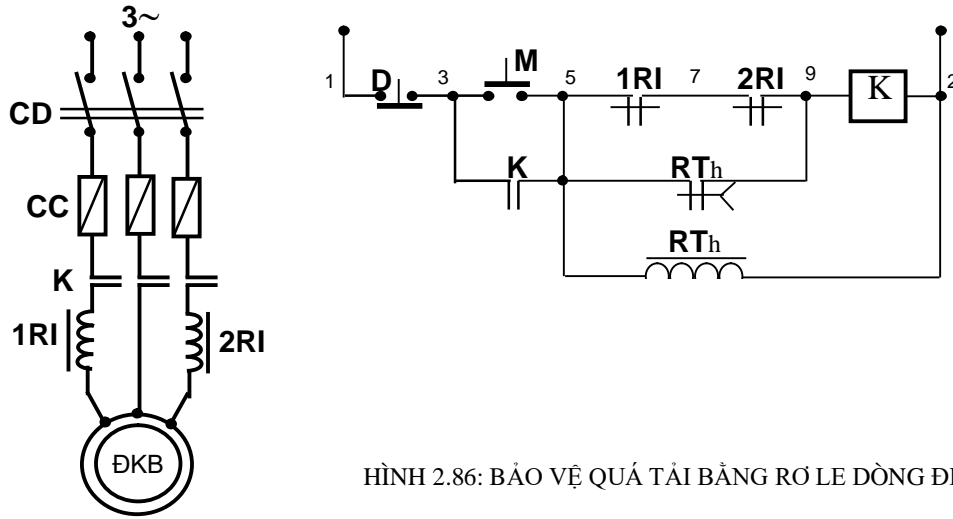 3~
CD
CC
K
1RI
2RI
ĐKB
1
D
3
M
5
1RI
7
2RI
9
K
2
K
RTh
RTh
HÌNH 2.86: BẢO VỆ QUÁ TẢI BẰNG RƠ LE DÒNG